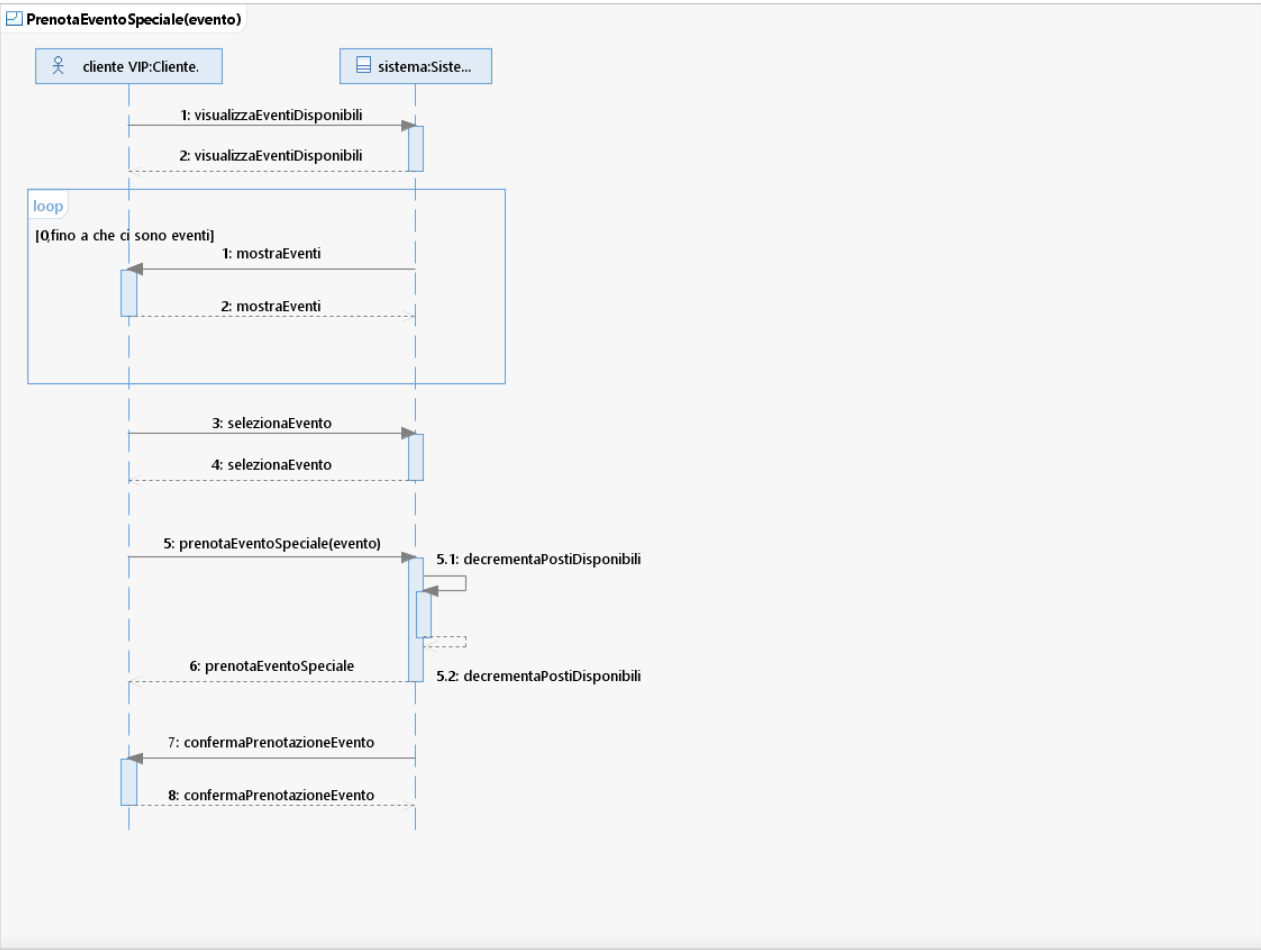 PrenotaEventoSpeciale(evento)
cliente VIP:Cliente.
sistema:Siste...
1: visualizzaEventiDisponibili
2: visualizzaEventiDisponibili
loop
[0,fino a che ci sono eventi]
1: mostraEventi
2: mostraEventi
3: selezionaEvento
4: selezionaEvento
5: prenotaEventoSpeciale(evento)
5.1: decrementaPostiDisponibili
6: prenotaEventoSpeciale
5.2: decrementaPostiDisponibili
7: confermaPrenotazioneEvento
8: confermaPrenotazioneEvento